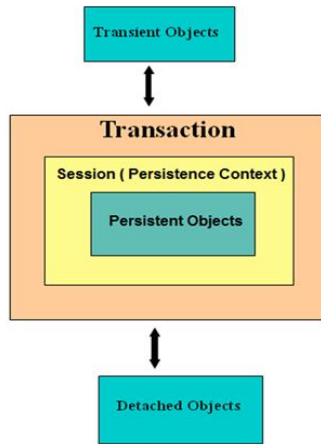 Transient Objects
Transaction
Session ( Persistence Context )
Persistent Objects
Detached Objects